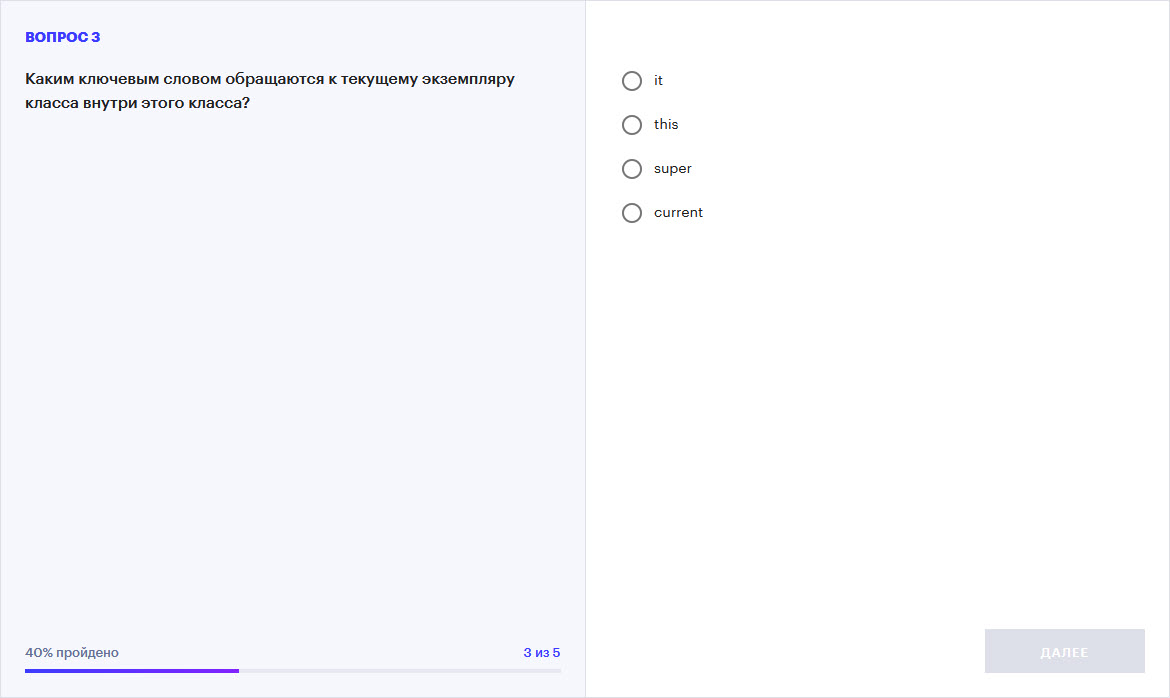 ВОПРОС 3
Каким ключевым словом обращаются к текущему экземпляру
класса внутри этого класса?
it
this
super
current
40% пройдено
3 из 5
ДАЛЕЕ